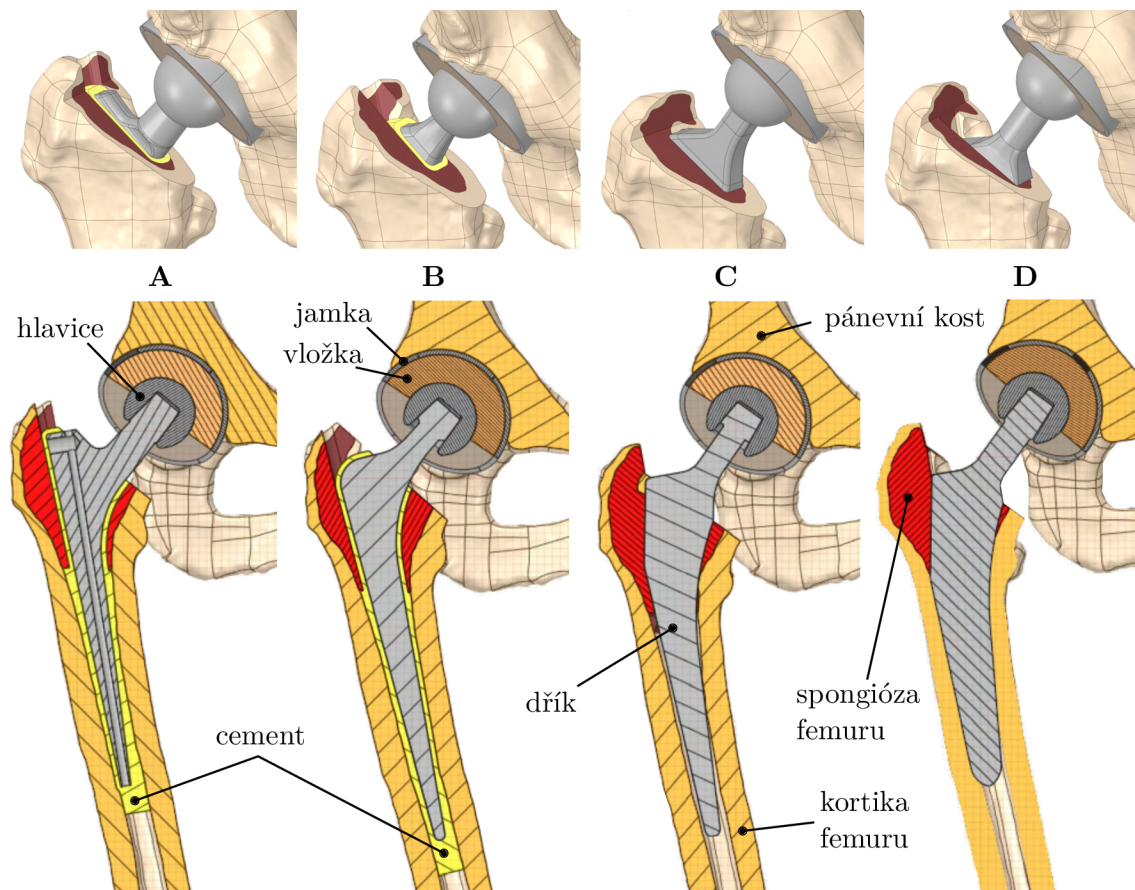 A
B
C
D
hlavice
jamka
vložka
pánevní kost
dřík
spongióza
femuru
cement
kortika
femuru